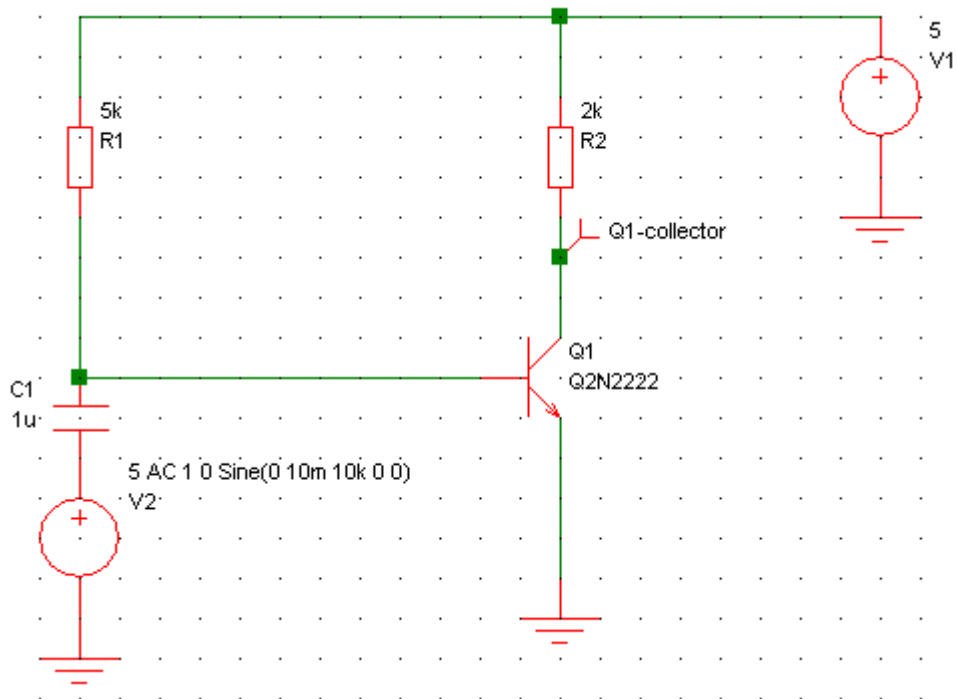 5
V1
5k
R1
2k
R2
Q1-collector
Q1
Q2N2222
C1
1u
5 AC 1 0 Sine(0 10m 10k 0 0)
V2